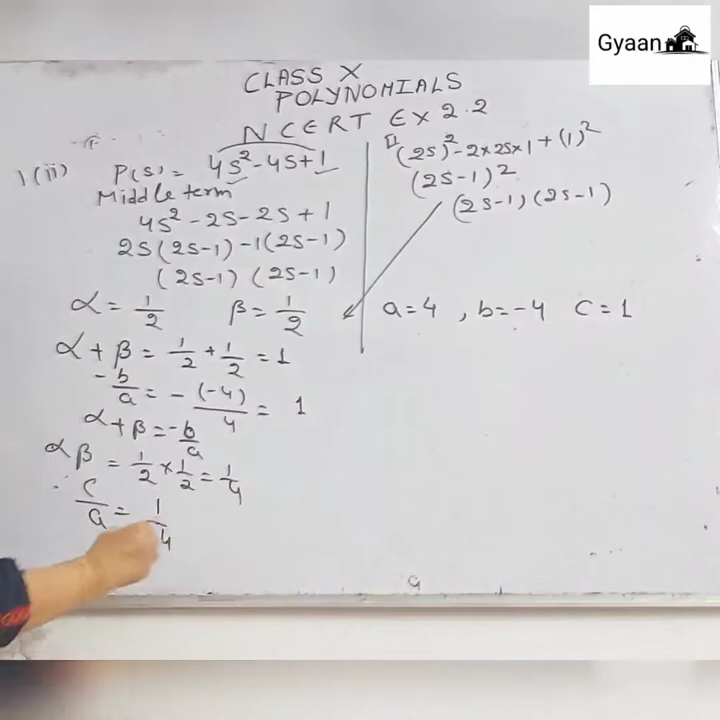 Gyaan
CLASS X
POLYNOMIALS
NCERT EX 2.2
1(ii) P(s) = 4s² - 4s + 1
Middle term
4s² - 2s - 2s + 1
2s(2s-1) -1(2s-1)
(2s-1) (2s-1)
α = 1/2 β = 1/2
α + β = 1/2 + 1/2 = 1
-b/a = -(-4)/4 = 1
α + β = -b/a
αβ = 1/2 × 1/2 = 1/4
c/a = 1/4
(2s)² - 2×2s×1 + (1)²
(2s-1)²
(2s-1) (2s-1)
a = 4 , b = -4 c = 1